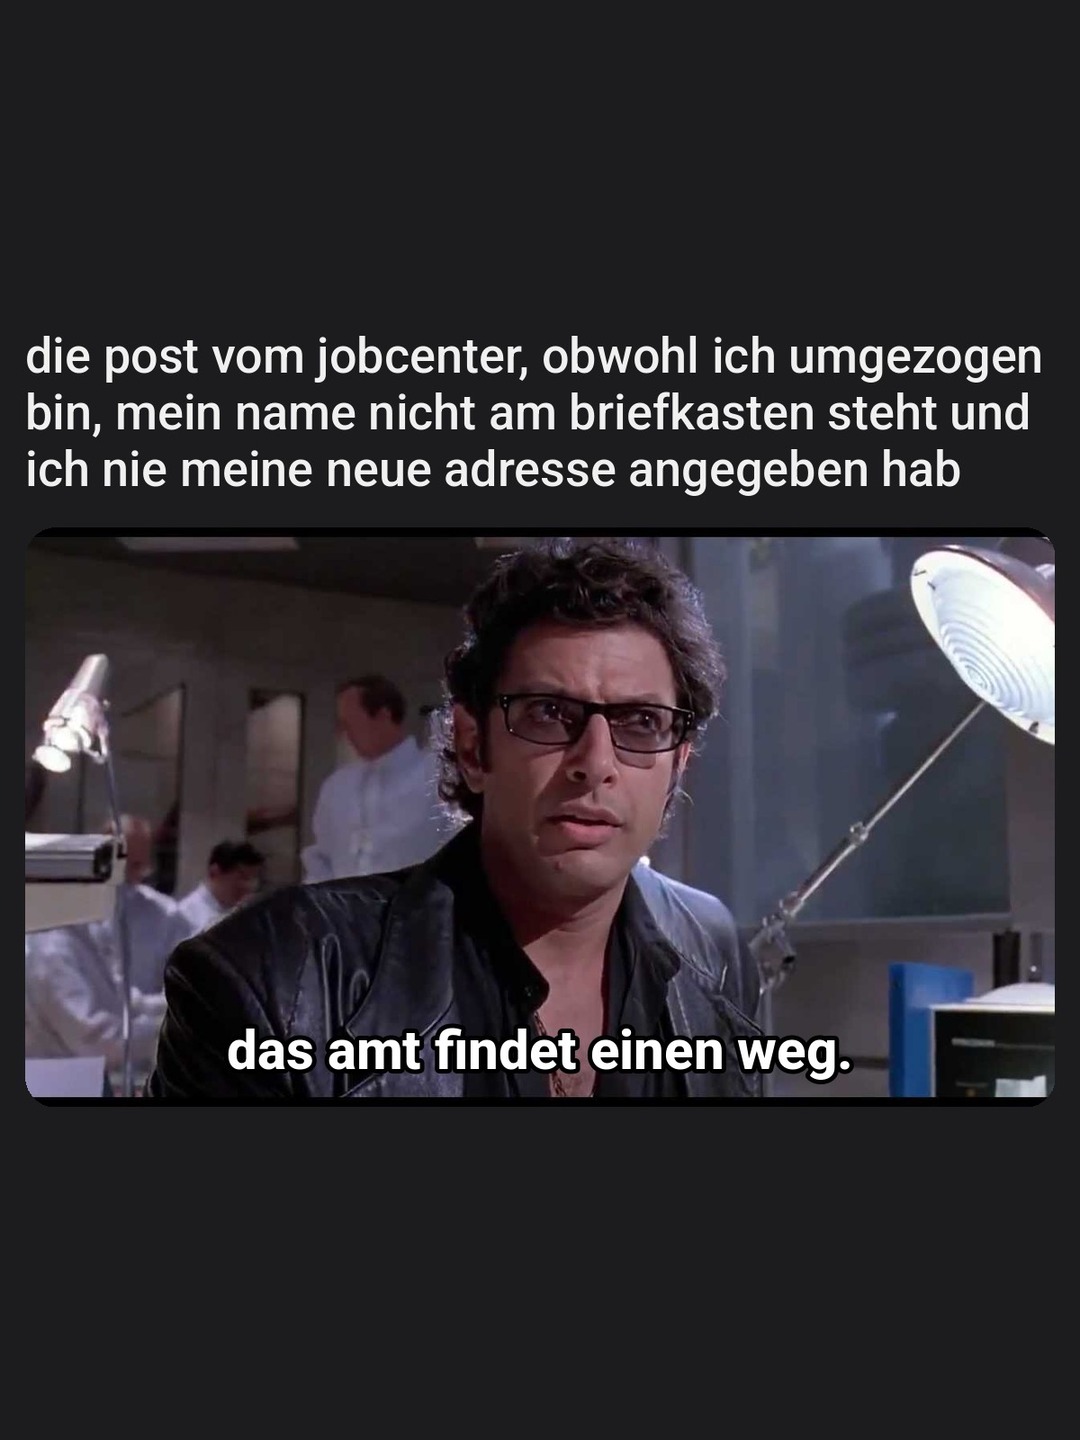 die post vom jobcenter, obwohl ich umgezogen
bin, mein name nicht am briefkasten steht und
ich nie meine neue adresse angegeben hab
das amt findet einen weg.